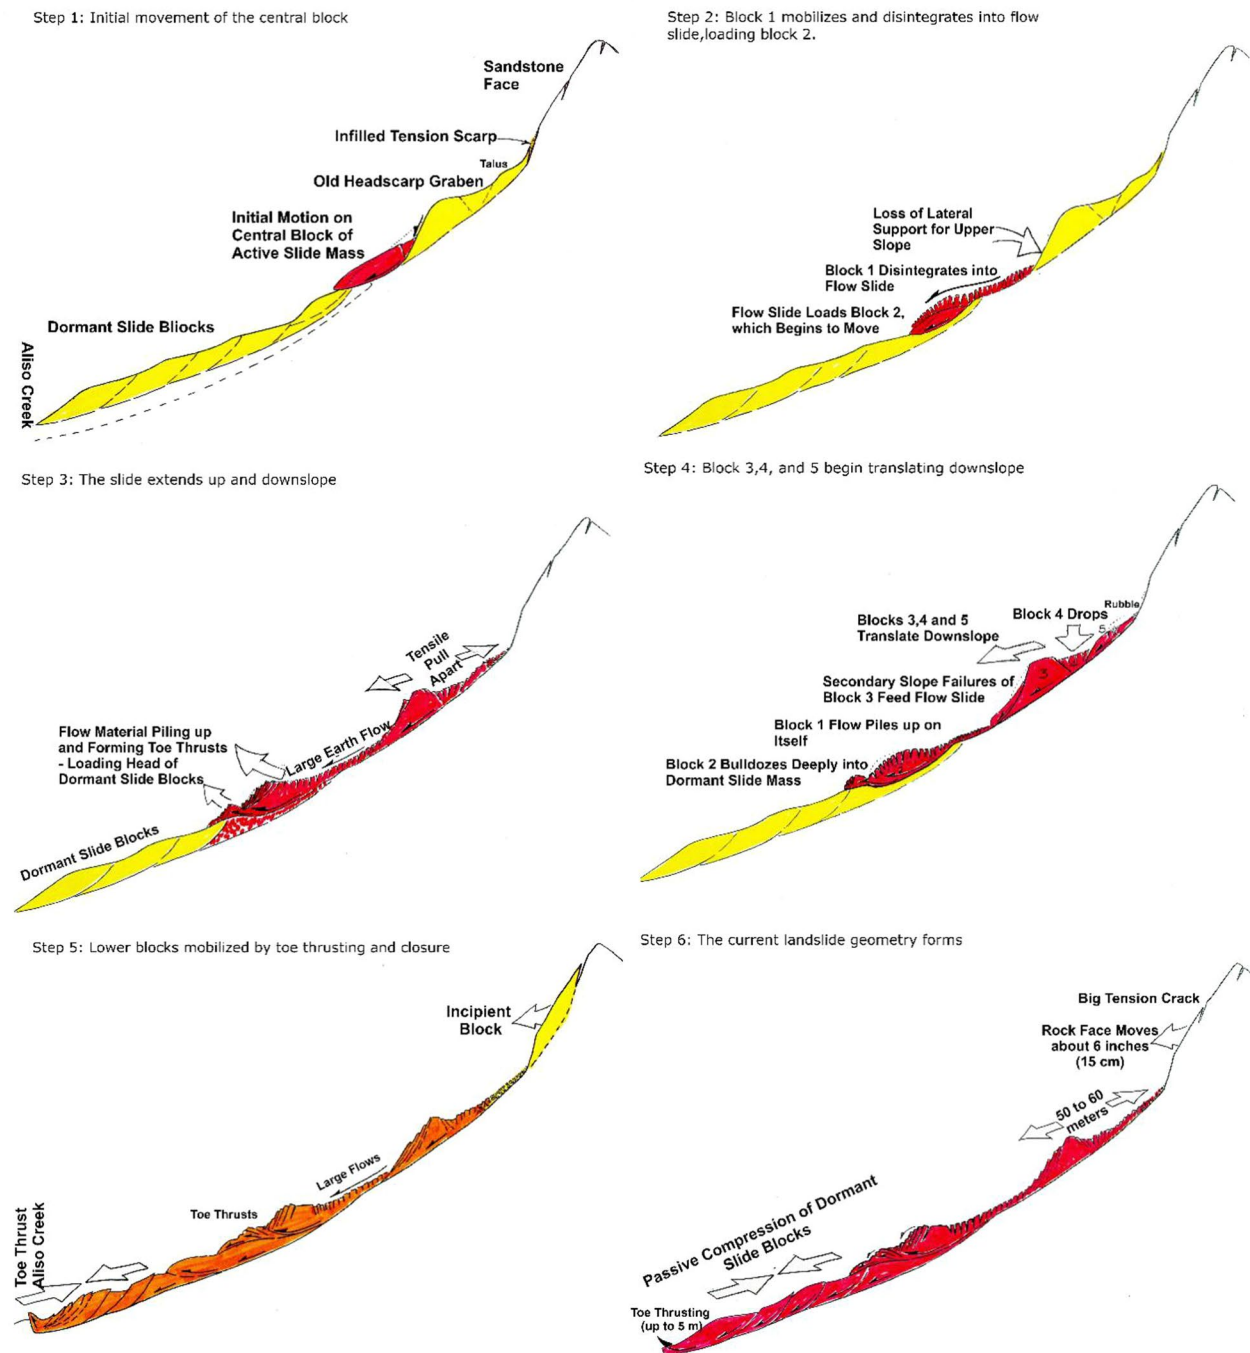 Step 1: Initial movement of the central block
Sandstone
Face
Infilled Tension Scarp
Talus
Old Headscarp Graben
Initial Motion on
Central Block of
Active Slide Mass
Dormant Slide Bliocks
Aliso Creek
Step 2: Block 1 mobilizes and disintegrates into flow
slide,loading block 2.
Loss of Lateral
Support for Upper
Slope
Block 1 Disintegrates into
Flow Slide
Flow Slide Loads Block 2,
which Begins to Move
Step 3: The slide extends up and downslope
Tensile
Pull
Apart
Large Earth Flow
Flow Material Piling up
and Forming Toe Thrusts
- Loading Head of
Dormant Slide Blocks
Dormant Slide Blocks
Step 4: Block 3,4, and 5 begin translating downslope
Rubble
Block 4 Drops
Blocks 3,4 and 5
Translate Downslope
5
4
3
Secondary Slope Failures of
Block 3 Feed Flow Slide
Block 1 Flow Piles up on
Itself
Block 2 Bulldozes Deeply into
Dormant Slide Mass
Step 5: Lower blocks mobilized by toe thrusting and closure
Incipient
Block
Large Flows
Toe Thrusts
Toe Thrust
Aliso Creek
Step 6: The current landslide geometry forms
Big Tension Crack
Rock Face Moves
about 6 inches
(15 cm)
50 to 60
meters
Passive Compression of Dormant
Slide Blocks
Toe Thrusting
(up to 5 m)